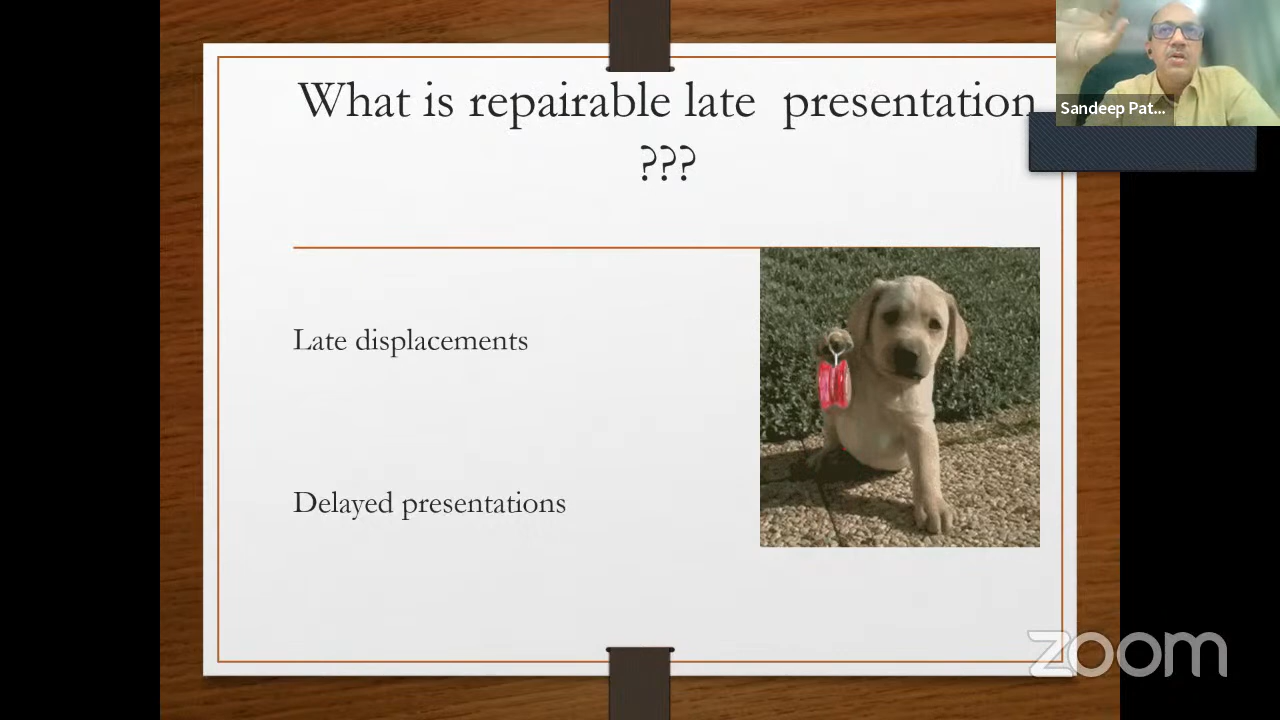 What is repairable late presentation
???
Sandeep Pat...
Late displacements
Delayed presentations
zoom